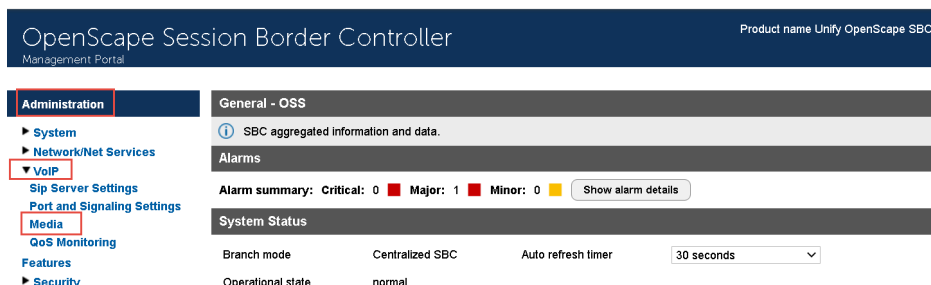 OpenScape Session Border Controller
Management Portal
Product name Unify OpenScape SBC
Administration
System
Network/Net Services
VoIP
Sip Server Settings
Port and Signaling Settings
Media
QoS Monitoring
Features
Security
General - OSS
SBC aggregated information and data.
Alarms
Alarm summary: Critical: 0 Major: 1 Minor: 0 Show alarm details
System Status
Branch mode Centralized SBC Auto refresh timer 30 seconds
Operational state normal